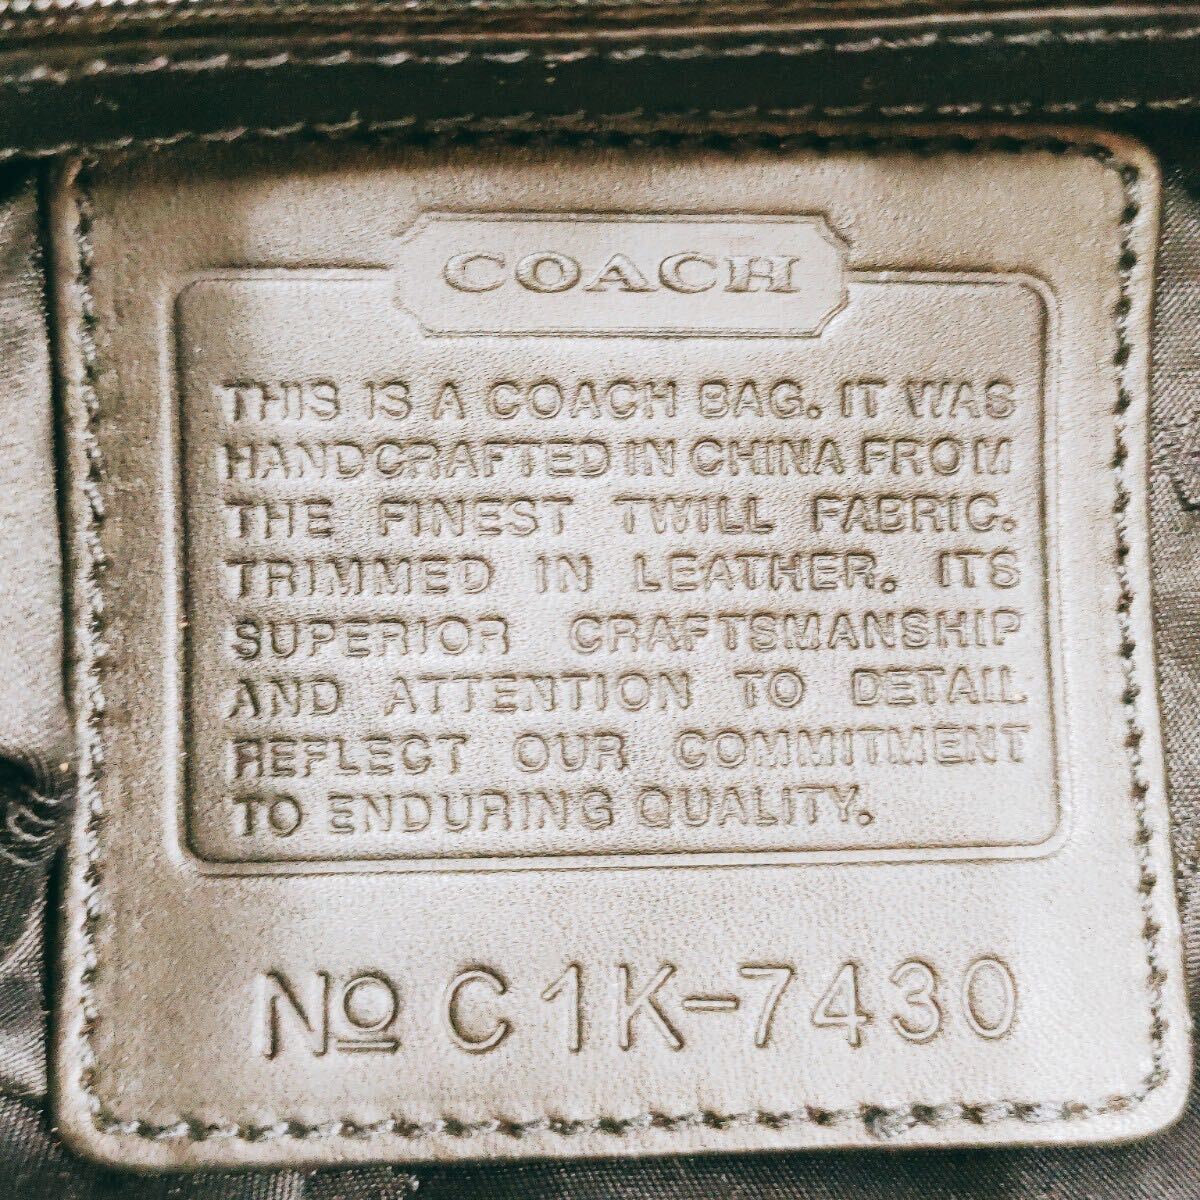 COACH
THIS IS A COACH BAG. IT WAS
HANDCRAFTED IN CHINA FROM
THE FINEST TWILL FABRIC.
TRIMMED IN LEATHER. ITS
SUPERIOR CRAFTSMANSHIP
AND ATTENTION TO DETAIL
REFLECT OUR COMMITMENT
TO ENDURING QUALITY.
№ C1K-7430